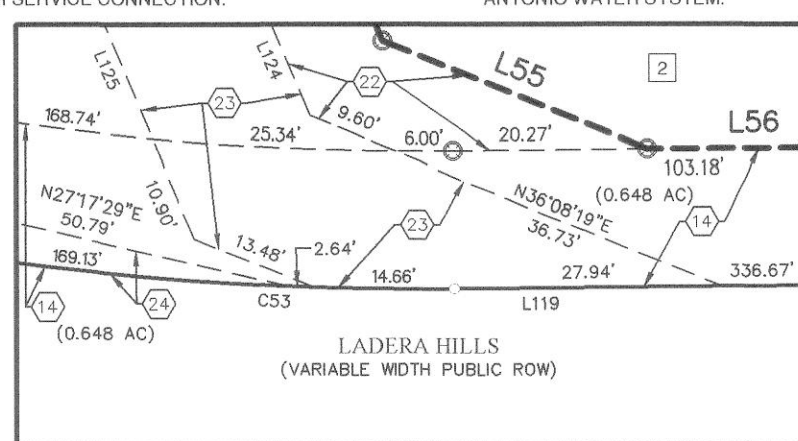 SERVICE CONNECTION.
ANTONIO WATER SYSTEM.
L125
L124
22
L55
2
23
168.74'
9.60'
L56
25.34'
6.00'
20.27'
103.18'
(0.648 AC)
N27°17'29"E
50.79'
10.90'
N36°08'19"E
36.73'
23
14
13.48'
2.64'
169.13'
14.66'
27.94'
336.67'
14
24
C53
L119
(0.648 AC)
LADERA HILLS
(VARIABLE WIDTH PUBLIC ROW)